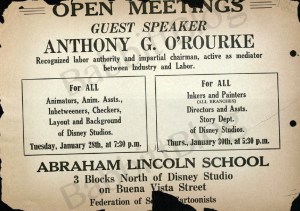 OPEN MEETINGS
GUEST SPEAKER
ANTHONY G. O'ROURKE
Recognized labor authority and impartial chairman, active as mediator
between Industry and Labor.
For ALL
Animators, Anim. Assts.,
Inbetweeners, Checkers,
Layout and Background
of Disney Studios.
Tuesday, January 28th, at 7:30 p.m.
For ALL
Inkers and Painters
(ALL BRANCHES)
Directors and Assts.
Story Dept.
of Disney Studios.
Thurs., January 30th, at 5:30 p.m.
ABRAHAM LINCOLN SCHOOL
3 Blocks North of Disney Studio
on Buena Vista Street
Federation of Screen Cartoonists